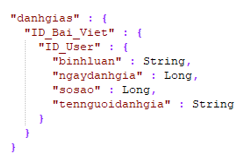 "danhgias" : {
"ID_Bai_Viet" : {
"ID_User" : {
"binhluan" : String,
"ngaydanhgia" : Long,
"sosao" : Long,
"tennguoidanhgia" : String
}
}
}